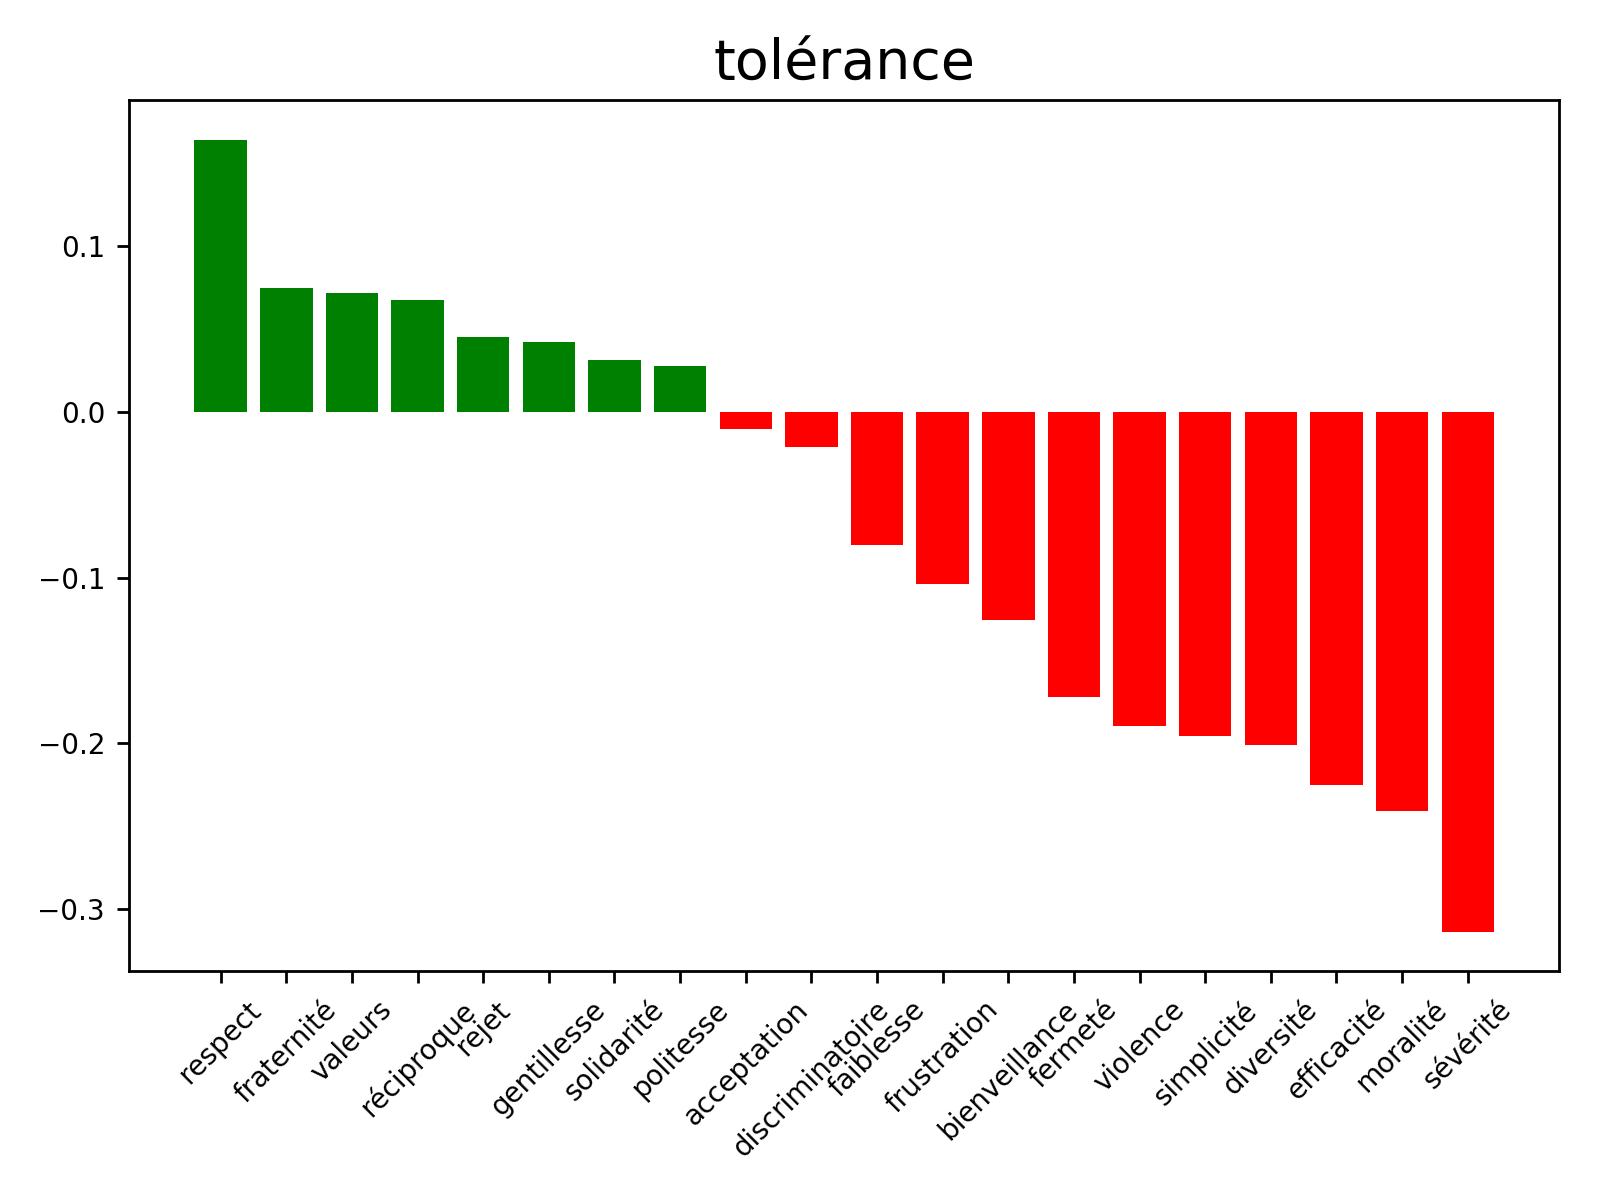 tolérance
0.1
0.0
−0.1
−0.2
−0.3
respect
fraternité
valeurs
réciproque
rejet
gentillesse
solidarité
politesse
acceptation
discriminatoire
faiblesse
frustration
bienveillance
fermeté
violence
simplicité
diversité
efficacité
moralité
sévérité